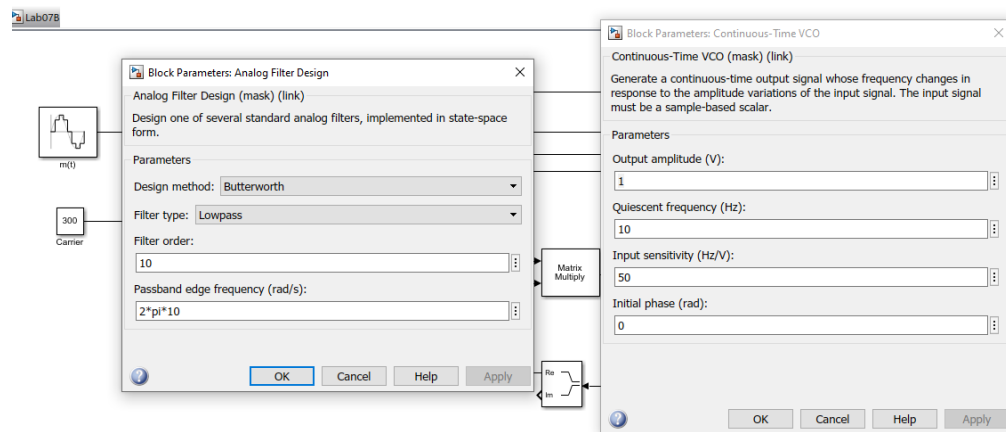 Lab07B
m(t)
300
Carrier
Block Parameters: Analog Filter Design
Analog Filter Design (mask) (link)
Design one of several standard analog filters, implemented in state-space
form.
Parameters
Design method: Butterworth
Filter type: Lowpass
Filter order:
10
Passband edge frequency (rad/s):
2*pi*10
OK Cancel Help Apply
Matrix
Multiply
Re
Im
Block Parameters: Continuous-Time VCO
Continuous-Time VCO (mask) (link)
Generate a continuous-time output signal whose frequency changes in
response to the amplitude variations of the input signal. The input signal
must be a sample-based scalar.
Parameters
Output amplitude (V):
1
Quiescent frequency (Hz):
10
Input sensitivity (Hz/V):
50
Initial phase (rad):
0
OK Cancel Help Apply